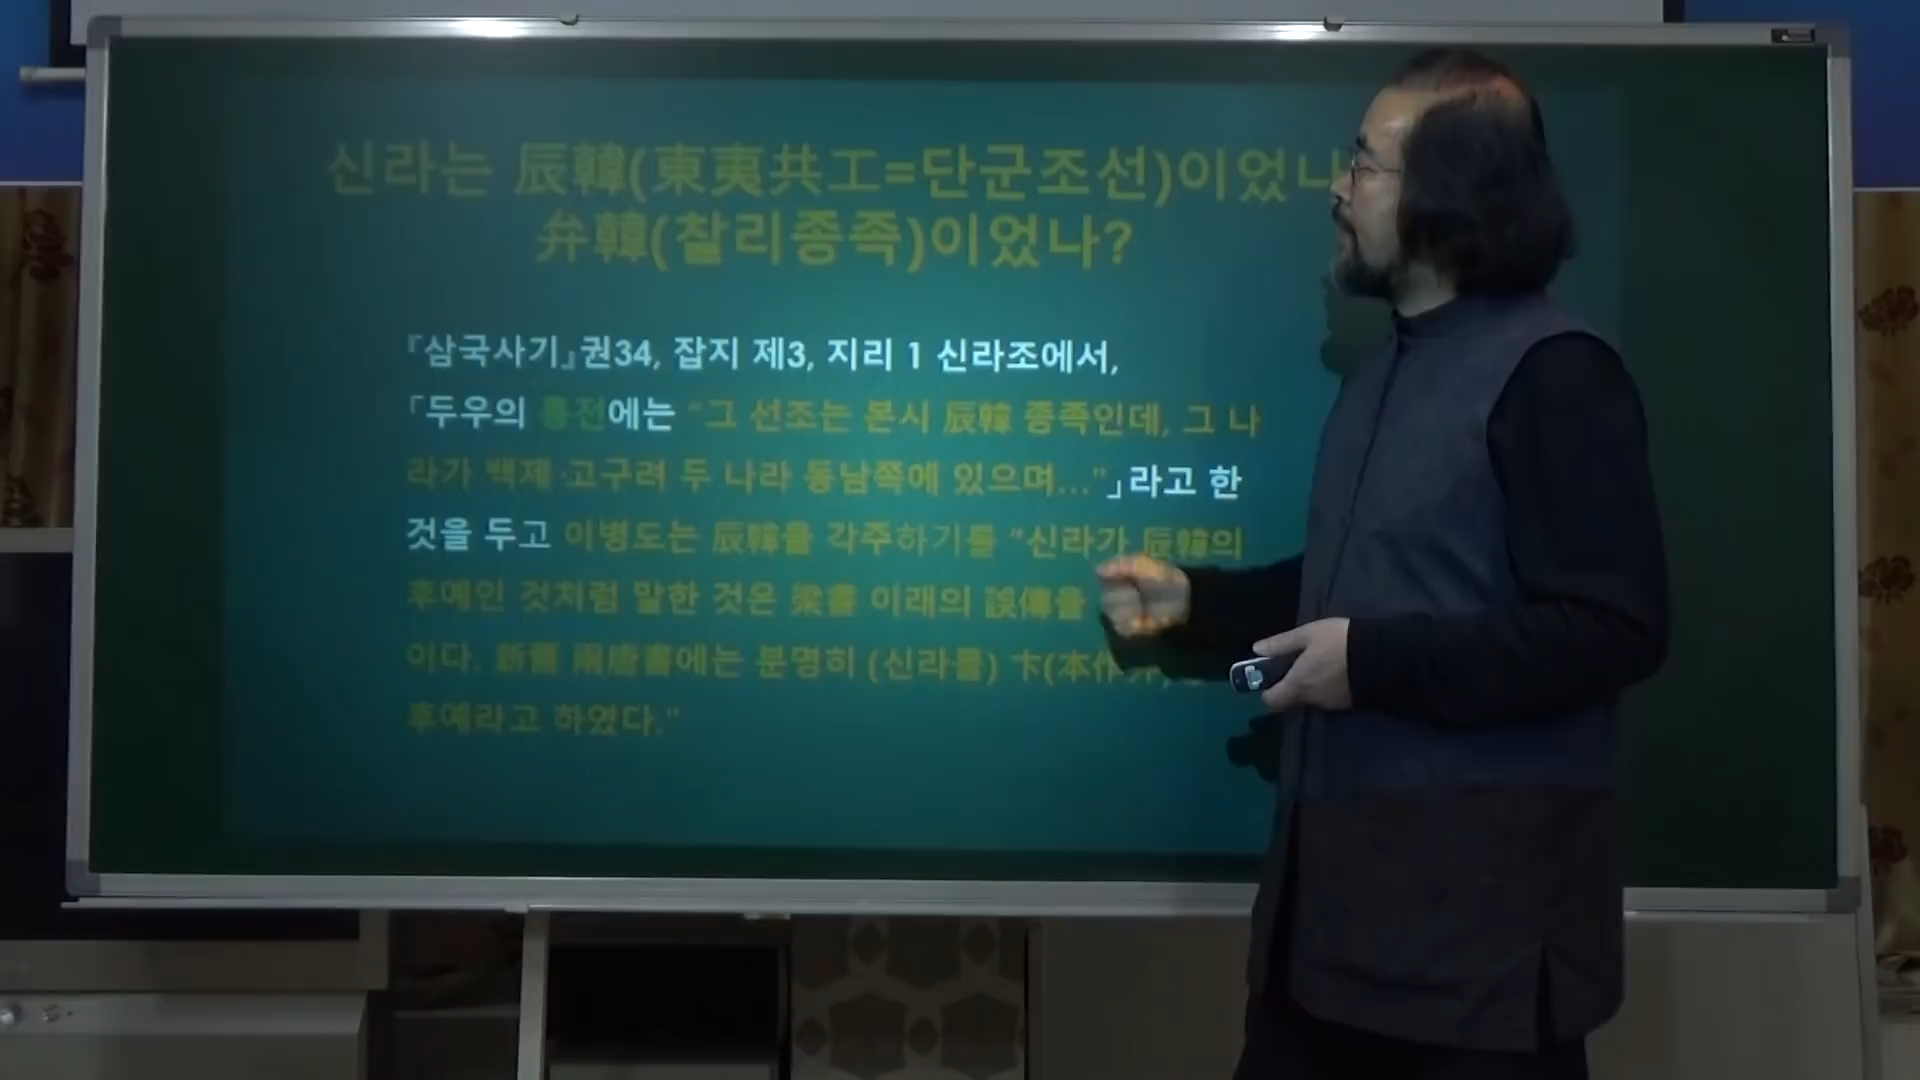 신라는 辰韓(東夷共工=단군조선)이었나
弁韓(찰리종족)이었나?
『삼국사기』권34, 잡지 제3, 지리 1 신라조에서,
「두우의 통전에는 “그 선조는 본시 辰韓 종족인데, 그 나
라가 백제·고구려 두 나라 동남쪽에 있으며...”」라고 한
것을 두고 이병도는 辰韓을 각주하기를 “신라가 辰韓의
후예인 것처럼 말한 것은 梁書 이래의 誤傳을
이다. 新舊 兩唐書에는 분명히 (신라를) 卞(本作弁)
후예라고 하였다.”